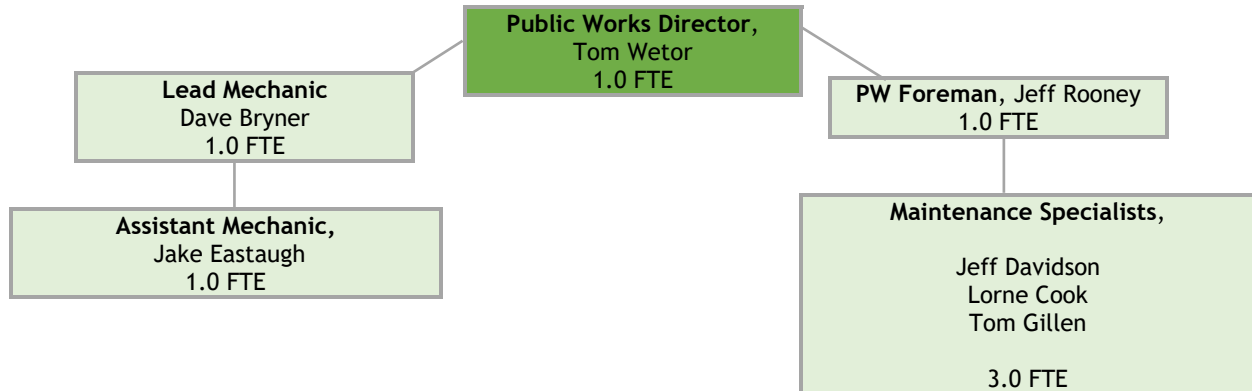 Public Works Director,
Tom Wetor
1.0 FTE
Lead Mechanic
Dave Bryner
1.0 FTE
PW Foreman, Jeff Rooney
1.0 FTE
Assistant Mechanic,
Jake Eastaugh
1.0 FTE
Maintenance Specialists,
Jeff Davidson
Lorne Cook
Tom Gillen
3.0 FTE